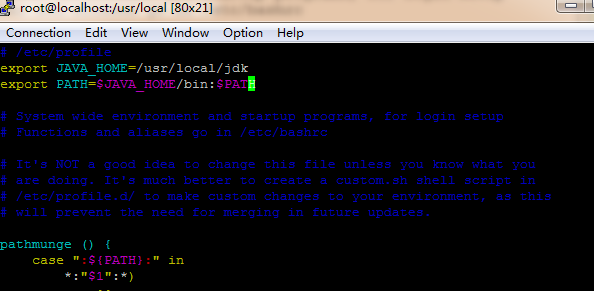 root@localhost:/usr/local [80x21]
Connection Edit View Window Option Help
# /etc/profile
export JAVA_HOME=/usr/local/jdk
export PATH=$JAVA_HOME/bin:$PATH
# System wide environment and startup programs, for login setup
# Functions and aliases go in /etc/bashrc
# It's NOT a good idea to change this file unless you know what you
# are doing. It's much better to create a custom.sh shell script in
# /etc/profile.d/ to make custom changes to your environment, as this
# will prevent the need for merging in future updates.
pathmunge () {
case ":${PATH}:" in
*:"$1":*)